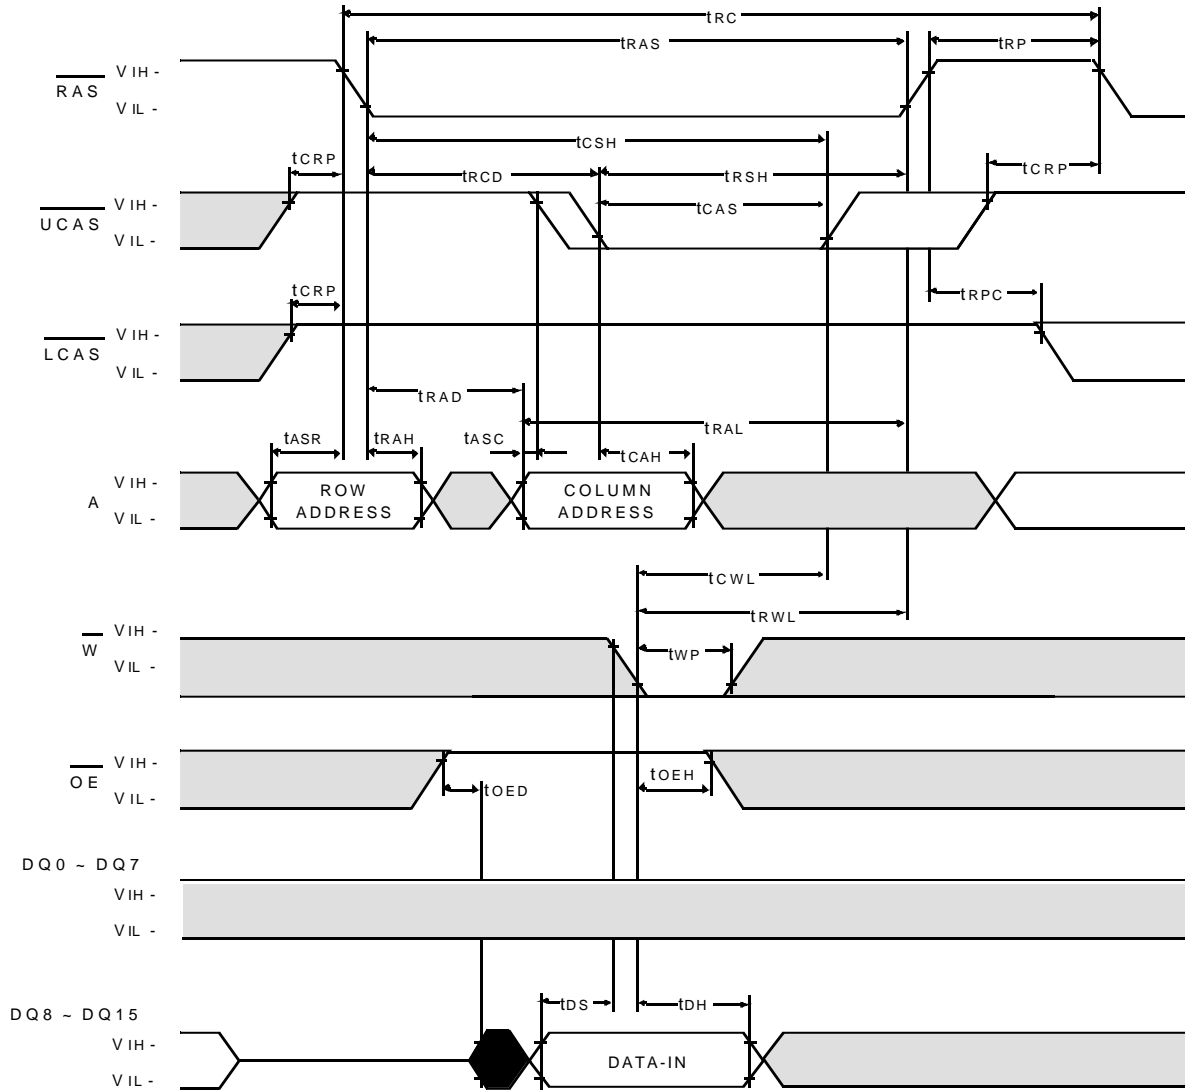 tRC
tRAS
tRP
RAS
VIH -
VIL -
tCSH
tCRP
tRCD
tRSH
tCRP
UCAS
VIH -
VIL -
tCAS
tCRP
tRPC
LCAS
VIH -
VIL -
tRAD
tRAL
tASR
tRAH
tASC
tCAH
A
VIH -
VIL -
ROW
ADDRESS
COLUMN
ADDRESS
tCWL
tRWL
W
VIH -
VIL -
tWP
OE
VIH -
VIL -
tOED
tOEH
DQ0 ~ DQ7
VIH -
VIL -
tDS
tDH
DQ8 ~ DQ15
VIH -
VIL -
DATA-IN